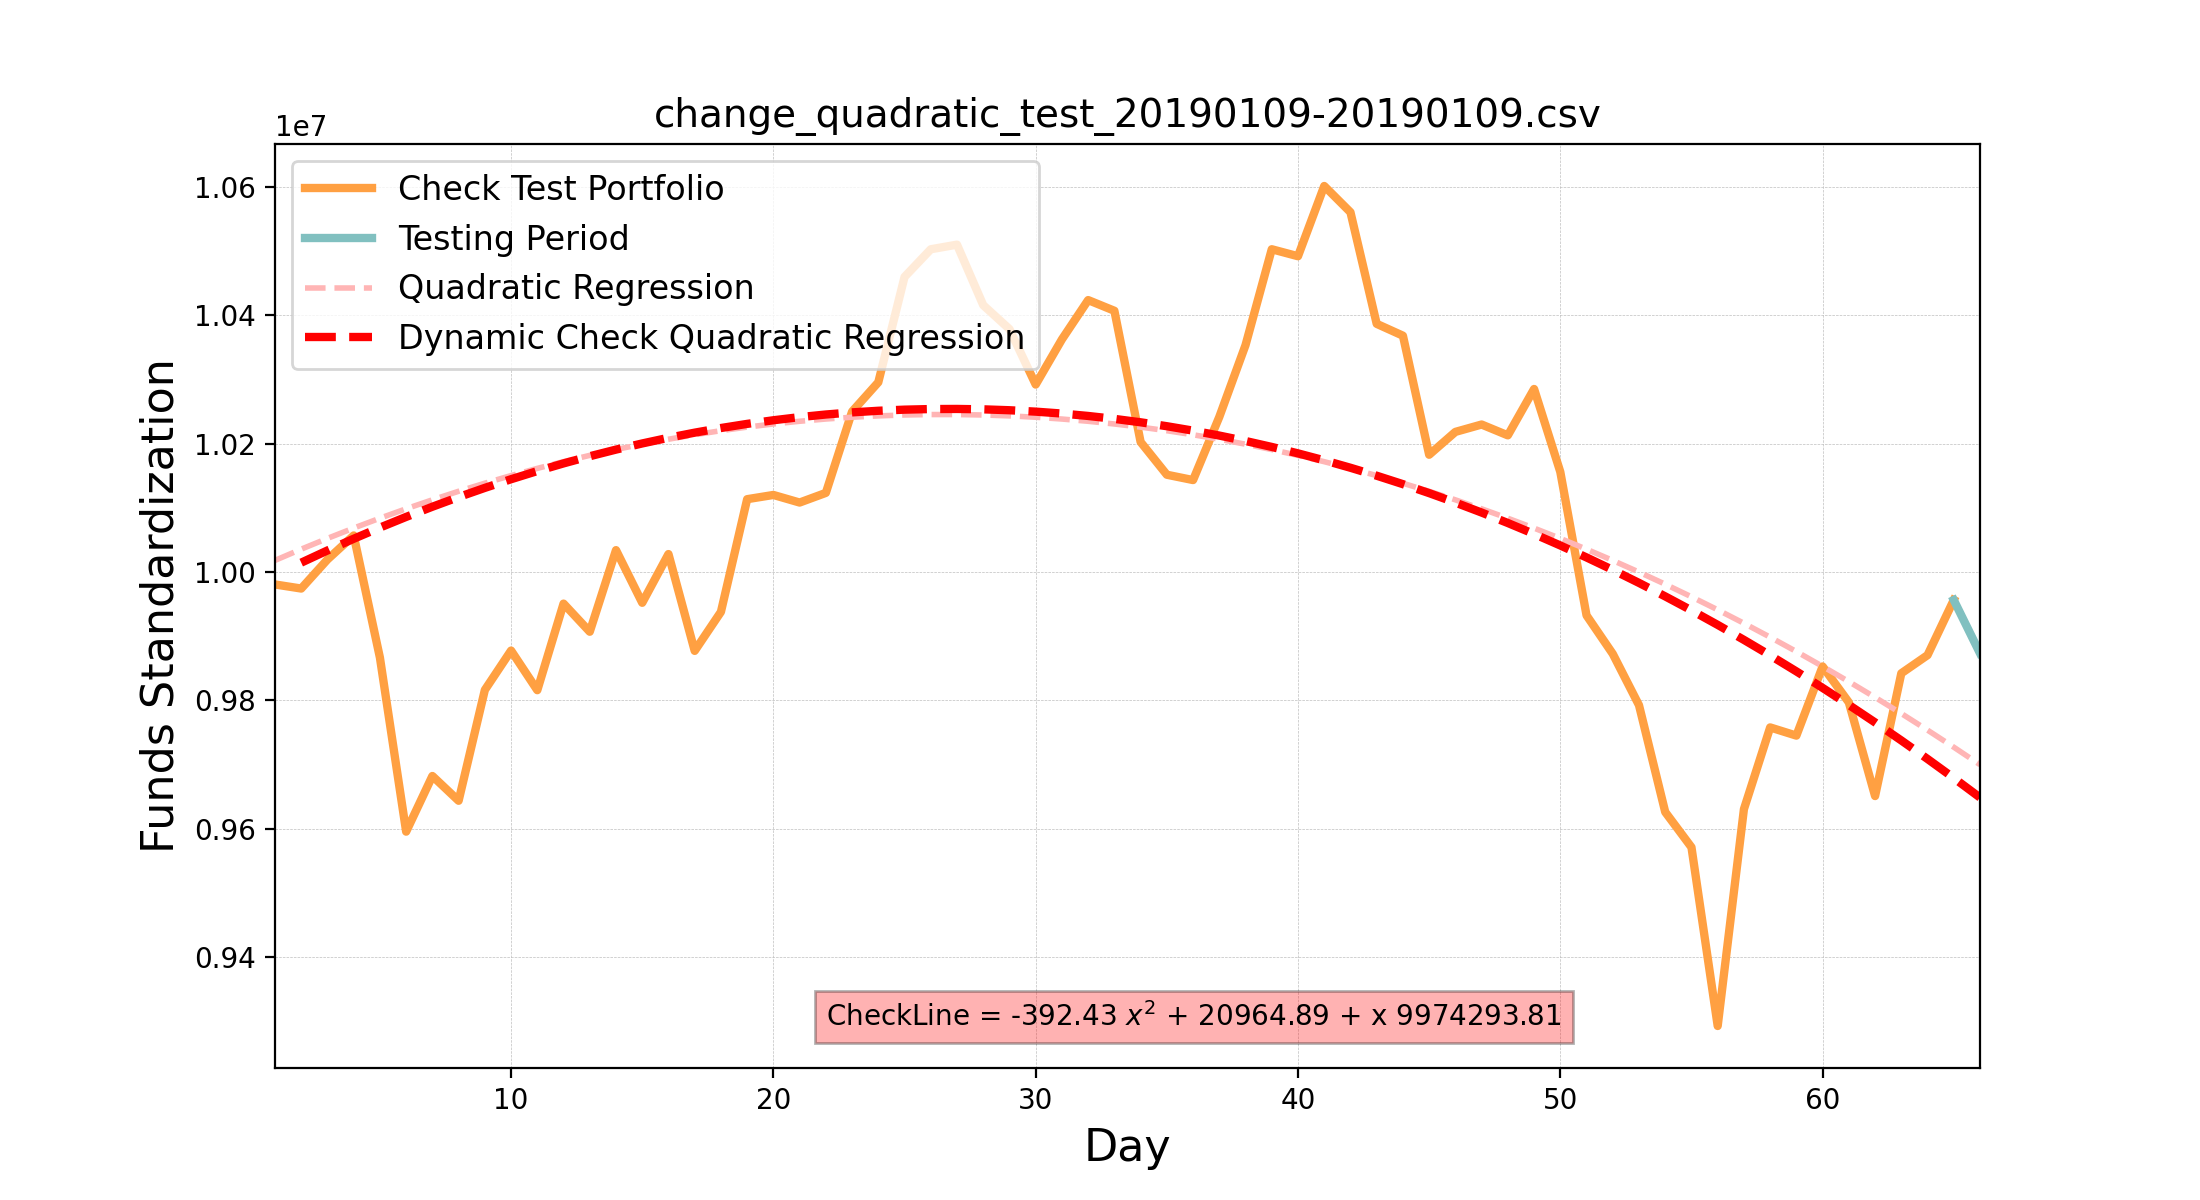 change_quadratic_test_20190109-20190109.csv
1e7
Check Test Portfolio
Testing Period
Quadratic Regression
Dynamic Check Quadratic Regression
1.06
1.04
1.02
1.00
0.98
0.96
0.94
Funds Standardization
CheckLine = -392.43 x² + 20964.89 + x 9974293.81
10 20 30 40 50 60
Day